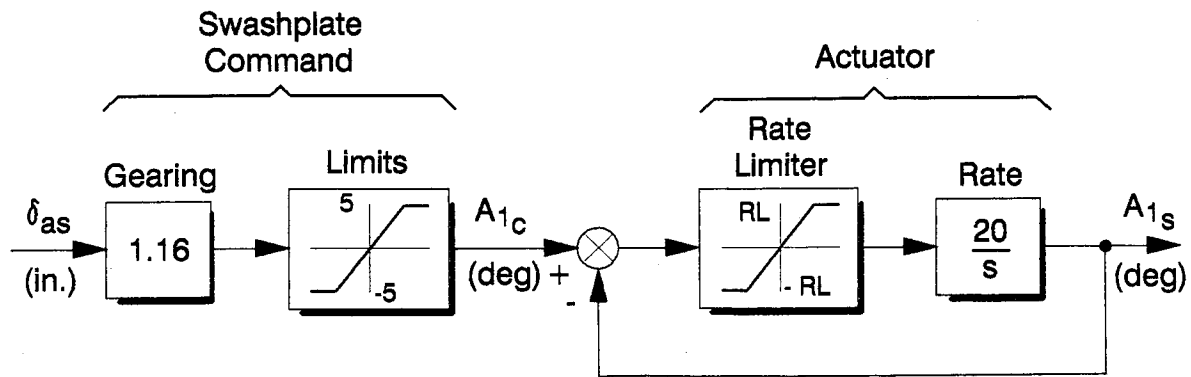 Swashplate
Command
Actuator
Rate
Limiter
Gearing
Limits
Rate
δas
(in.)
1.16
5
-5
A1c
(deg)
+
-
RL
- RL
20
s
A1s
(deg)